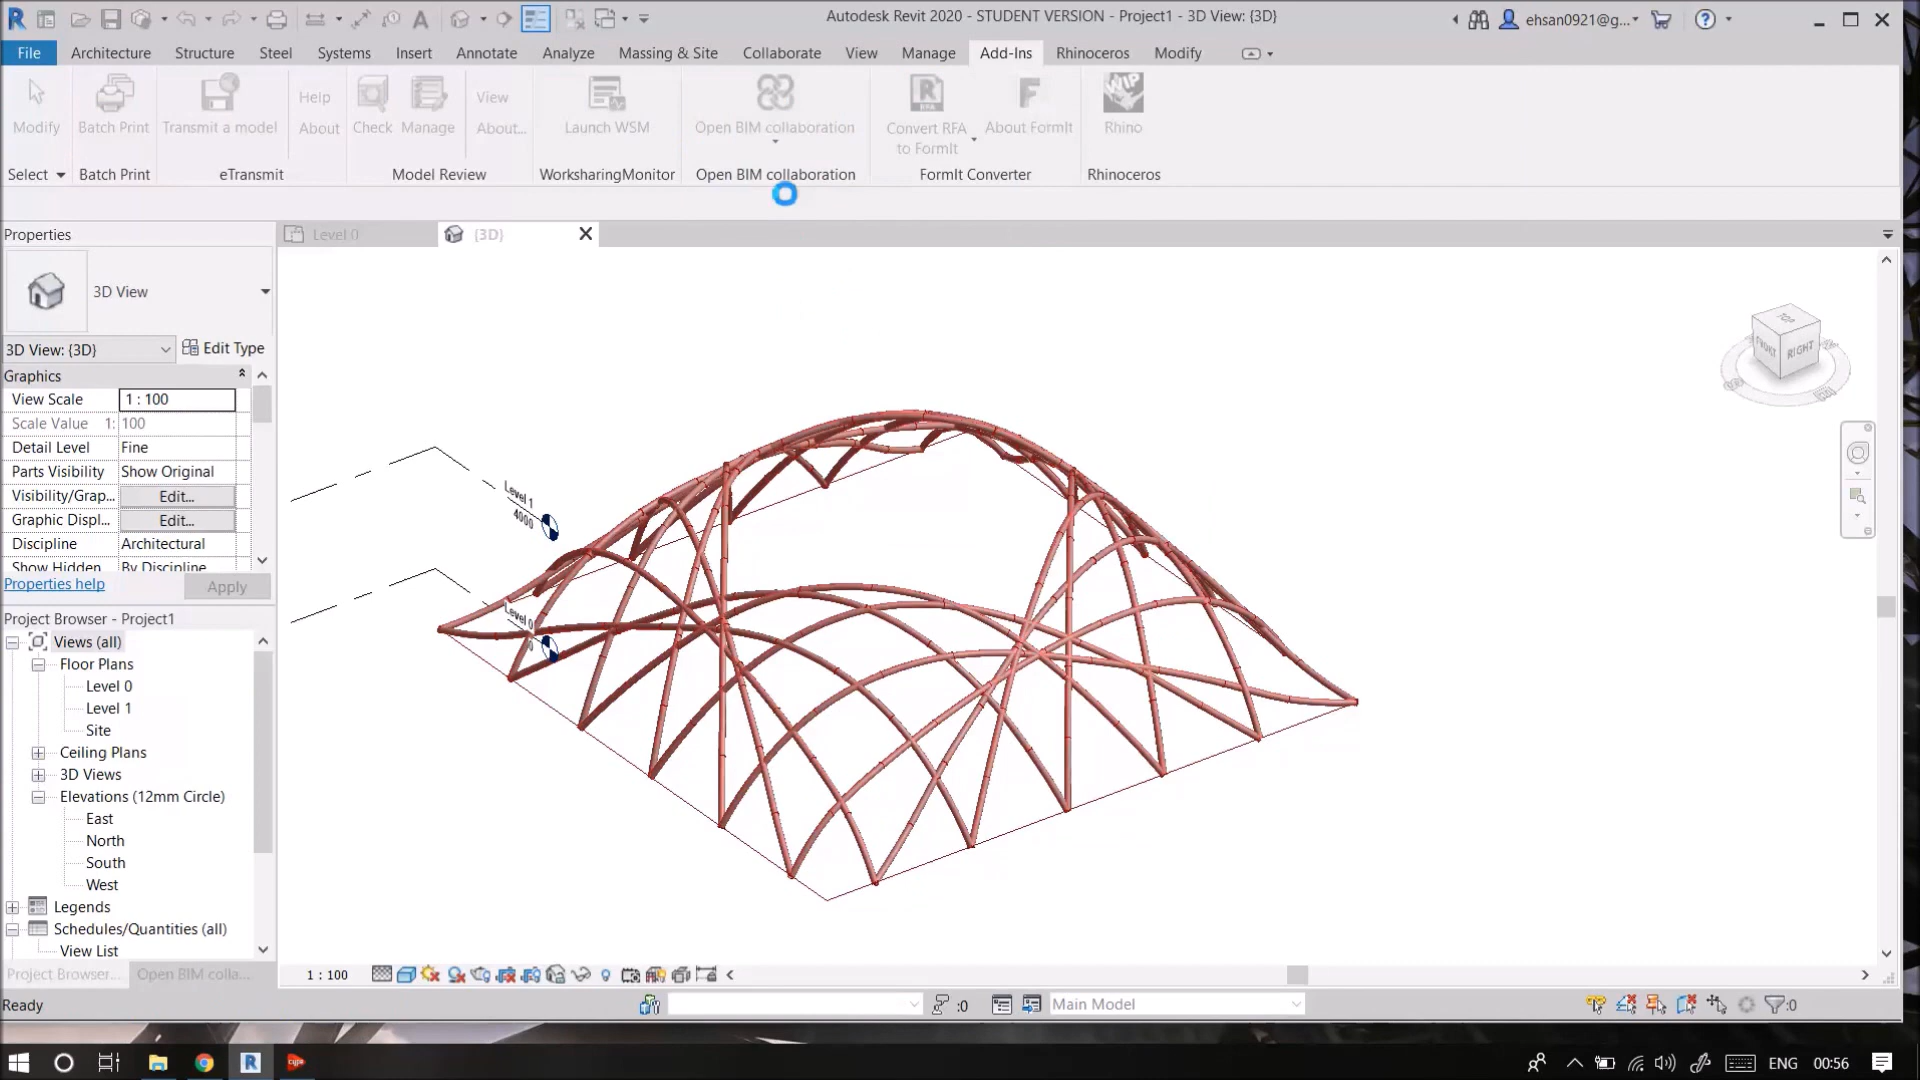 Autodesk Revit 2020 - STUDENT VERSION - Project1 - 3D View: {3D}
ehsan0921@g...
File Architecture Structure Steel Systems Insert Annotate Analyze Massing & Site Collaborate View Manage Add-Ins Rhinoceros Modify
Modify Batch Print Transmit a model Help About Check Manage View About... Launch WSM Open BIM collaboration Convert RFA to FormIt About FormIt Rhino
RFA
WIP
Select Batch Print eTransmit Model Review WorksharingMonitor Open BIM collaboration FormIt Converter Rhinoceros
Properties
Level 0
{3D}
3D View
3D View: {3D}
Edit Type
Graphics
View Scale 1 : 100
Scale Value 1: 100
Detail Level Fine
Parts Visibility Show Original
Visibility/Grap... Edit...
Graphic Displ... Edit...
Discipline Architectural
Show Hidden By Discipline
Properties help
Apply
Project Browser - Project1
Views (all)
Floor Plans
Level 0
Level 1
Site
Ceiling Plans
3D Views
Elevations (12mm Circle)
East
North
South
West
Legends
Schedules/Quantities (all)
View List
Project Browser... Open BIM colla...
Level 1
4000
Level 0
TOP
FRONT
RIGHT
1 : 100
Ready
:0
Main Model
:0
ENG
00:56